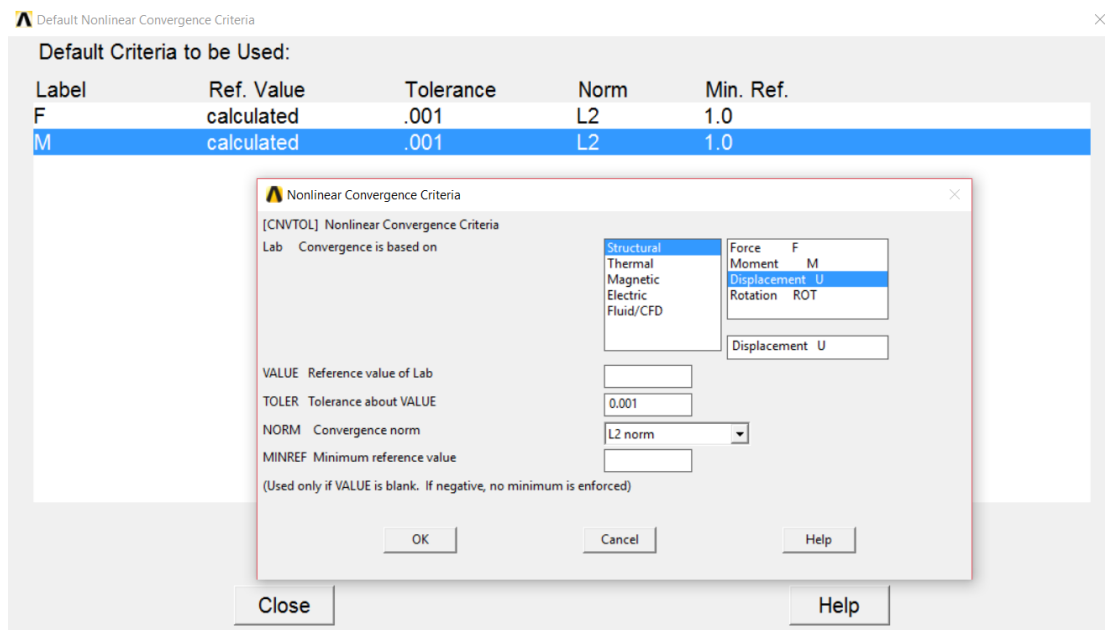 Default Nonlinear Convergence Criteria
Default Criteria to be Used:
Label Ref. Value Tolerance Norm Min. Ref.
F calculated .001 L2 1.0
M calculated .001 L2 1.0
Nonlinear Convergence Criteria
[CNVTOL] Nonlinear Convergence Criteria
Lab Convergence is based on
Structural
Thermal
Magnetic
Electric
Fluid/CFD
Force F
Moment M
Displacement U
Rotation ROT
Displacement U
VALUE Reference value of Lab
TOLER Tolerance about VALUE 0.001
NORM Convergence norm L2 norm
MINREF Minimum reference value
(Used only if VALUE is blank. If negative, no minimum is enforced)
OK Cancel Help
Close Help